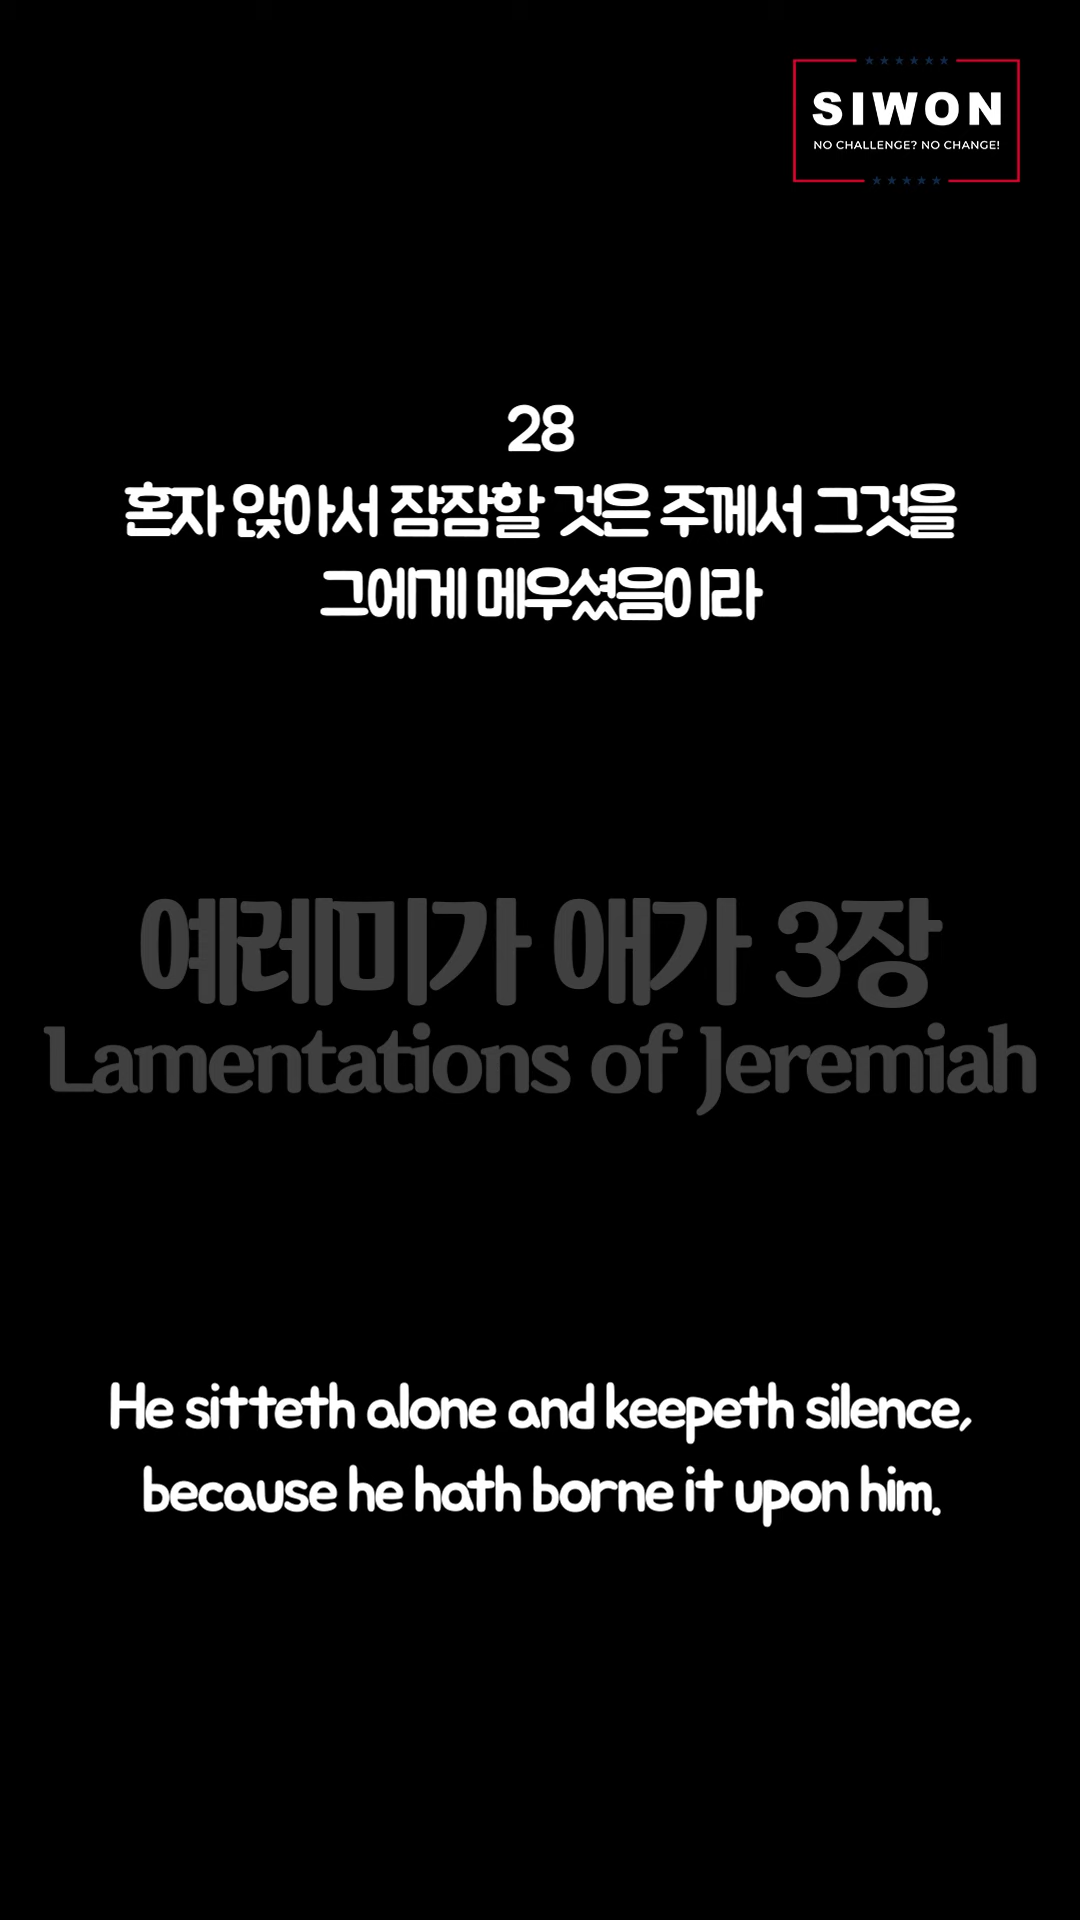 SIWON
NO CHALLENGE? NO CHANGE!
28
혼자 앉아서 잠잠할 것은 주께서 그것을
그에게 메우셨음이라
예레미가 애가 3장
Lamentations of Jeremiah
He sitteth alone and keepeth silence,
because he hath borne it upon him.